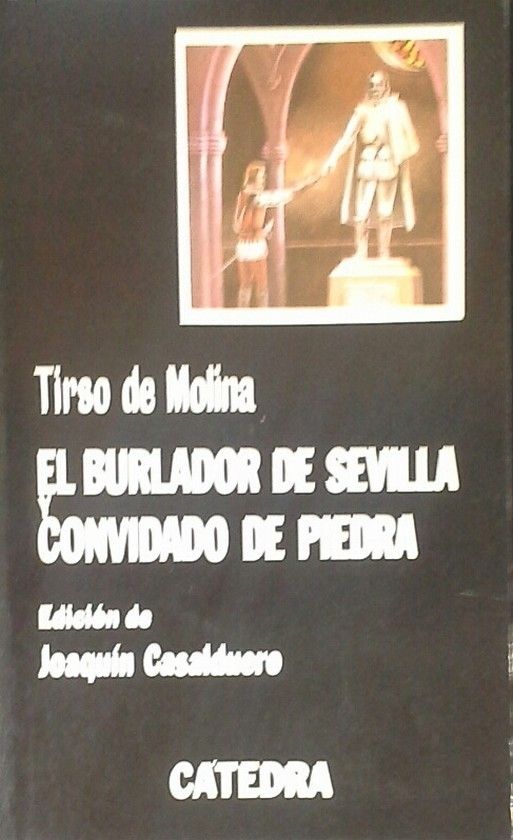 Tirso de Molina
EL BURLADOR DE SEVILLA
Y
CONVIDADO DE PIEDRA
Edición de
Joaquín Casalduero
CÁTEDRA